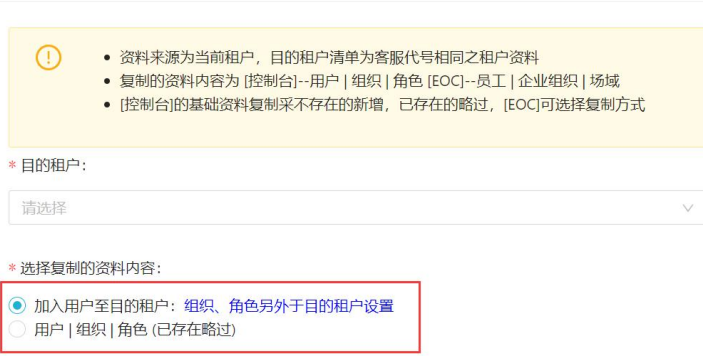 资料来源为当前租户，目的租户清单为客服代号相同之租户资料
复制的资料内容为 [控制台]--用户 | 组织 | 角色 [EOC]--员工 | 企业组织 | 场域
[控制台]的基础资料复制采不存在的新增，已存在的略过，[EOC]可选择复制方式
* 目的租户：
请选择
* 选择复制的资料内容：
加入用户至目的租户：组织、角色另外于目的租户设置
用户 | 组织 | 角色 (已存在略过)